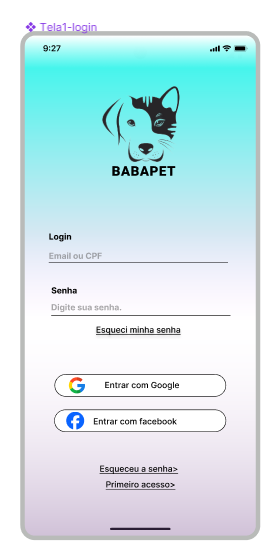 Tela1-login
9:27
BABAPET
Login
Email ou CPF
Senha
Digite sua senha.
Esqueci minha senha
Entrar com Google
Entrar com facebook
Esqueceu a senha>
Primeiro acesso>